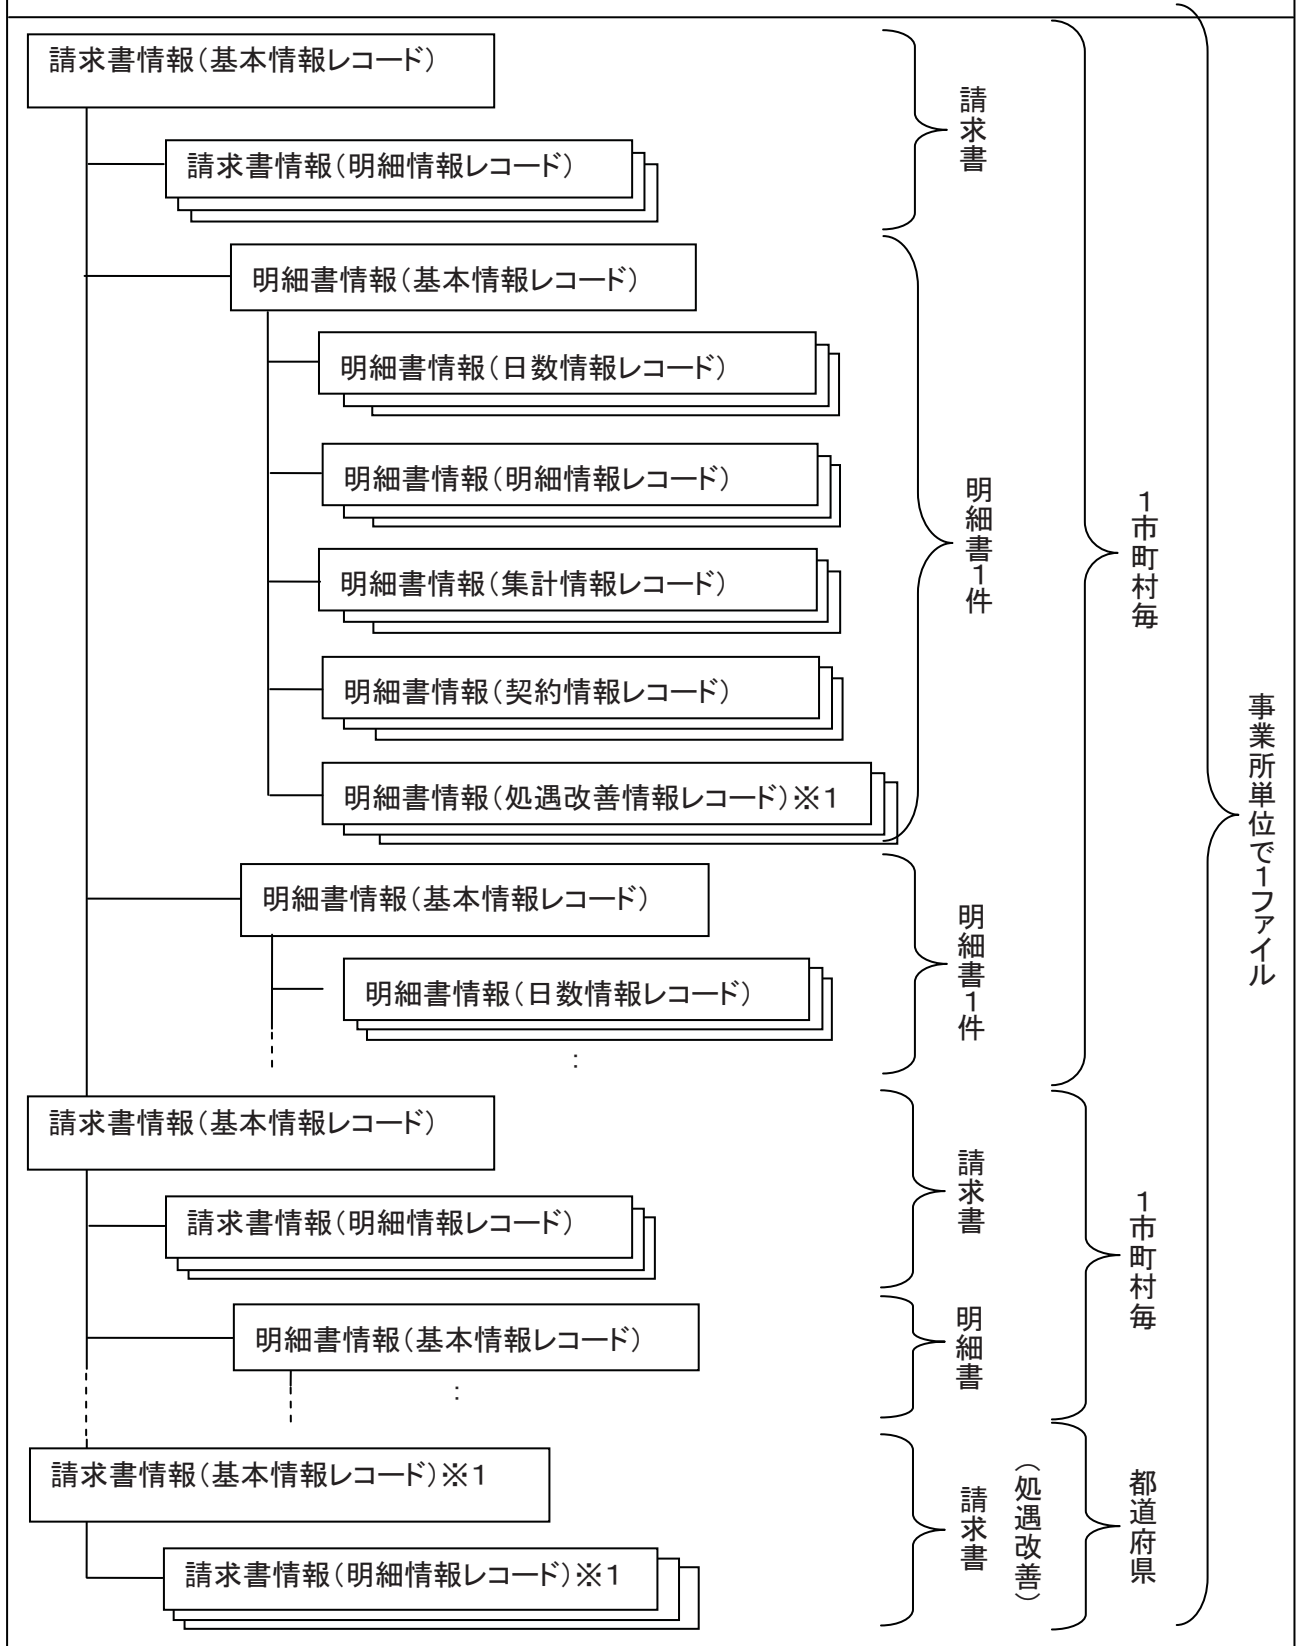 請求書情報（基本情報レコード）
請求書情報（明細情報レコード）
請求書
明細書情報（基本情報レコード）
明細書情報（日数情報レコード）
明細書情報（明細情報レコード）
明細書情報（集計情報レコード）
明細書情報（契約情報レコード）
明細書情報（処遇改善情報レコード）※１
明細書１件
明細書情報（基本情報レコード）
明細書情報（日数情報レコード）
：
明細書１件
１市町村毎
請求書情報（基本情報レコード）
請求書情報（明細情報レコード）
請求書
明細書情報（基本情報レコード）
：
明細書
１市町村毎
請求書情報（基本情報レコード）※１
請求書情報（明細情報レコード）※１
請求書
（処遇改善）
都道府県
事業所単位で１ファイル